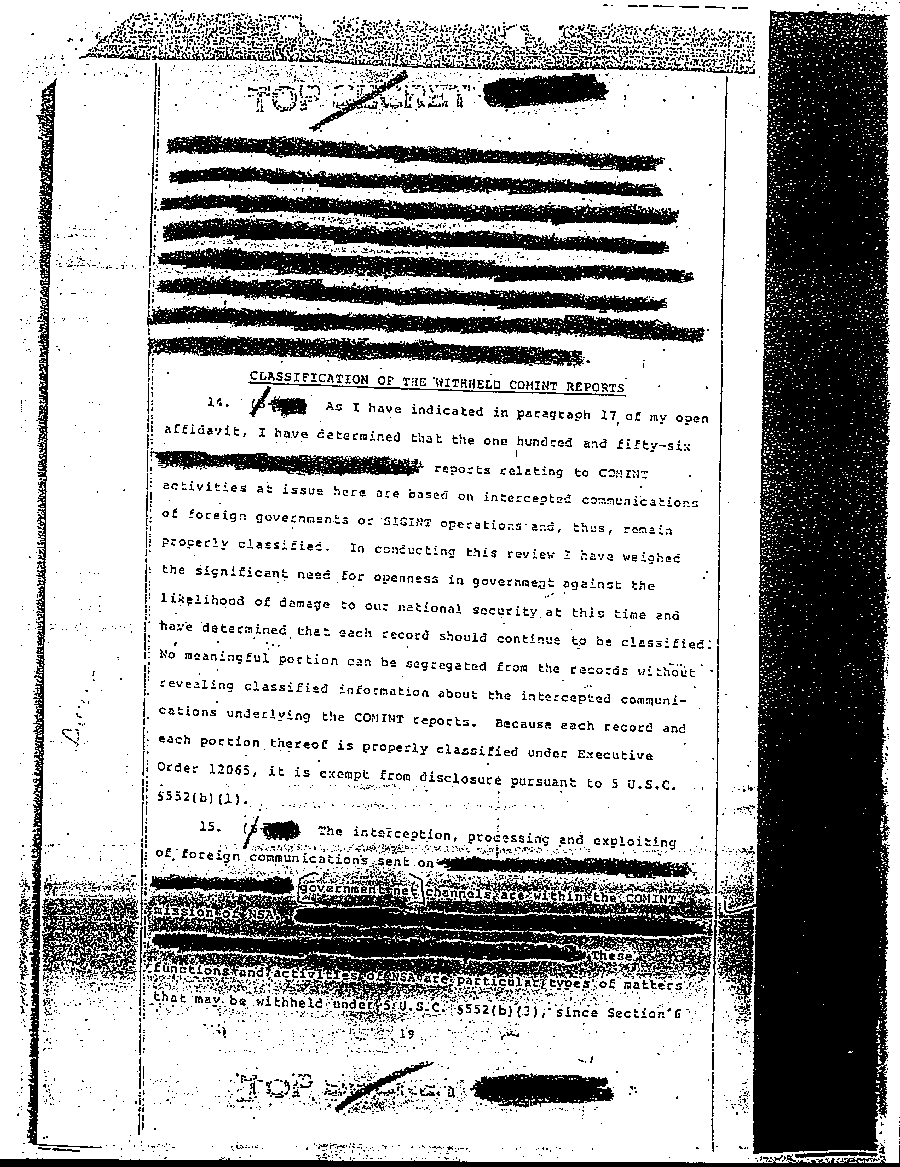 TOP SECRET
CLASSIFICATION OF THE WITHHELD COMINT REPORTS
14. As I have indicated in paragraph 17 of my open
affidavit, I have determined that the one hundred and fifty-six
reports relating to COMINT
activities at issue here are based on intercepted communications
of foreign governments or SIGINT operations and, thus, remain
properly classified. In conducting this review I have weighed
the significant need for openness in government against the
likelihood of damage to our national security at this time and
have determined that each record should continue to be classified.
No meaningful portion can be segregated from the records without
revealing classified information about the intercepted communi-
cations underlying the COMINT reports. Because each record and
each portion thereof is properly classified under Executive
Order 12065, it is exempt from disclosure pursuant to 5 U.S.C.
§552(b)(1).
15. The interception, processing and exploiting
of foreign communications sent on
government net channels are within the COMINT
mission of NSA.
These
functions and activities of NSA are particular types of matters
that may be withheld under 5 U.S.C. §552(b)(3), since Section 6
19
TOP SECRET